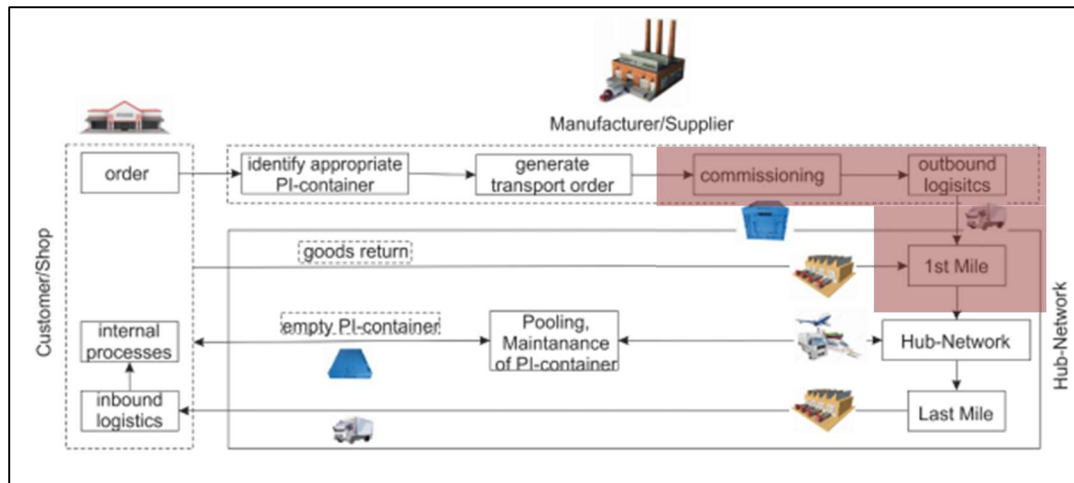 Manufacturer/Supplier
order
identify appropriate
PI-container
generate
transport order
commissioning
outbound
logisitcs
Customer/Shop
goods return
1st Mile
empty PI-container
Pooling,
Maintanance
of PI-container
Hub-Network
internal
processes
inbound
logistics
Last Mile
Hub-Network